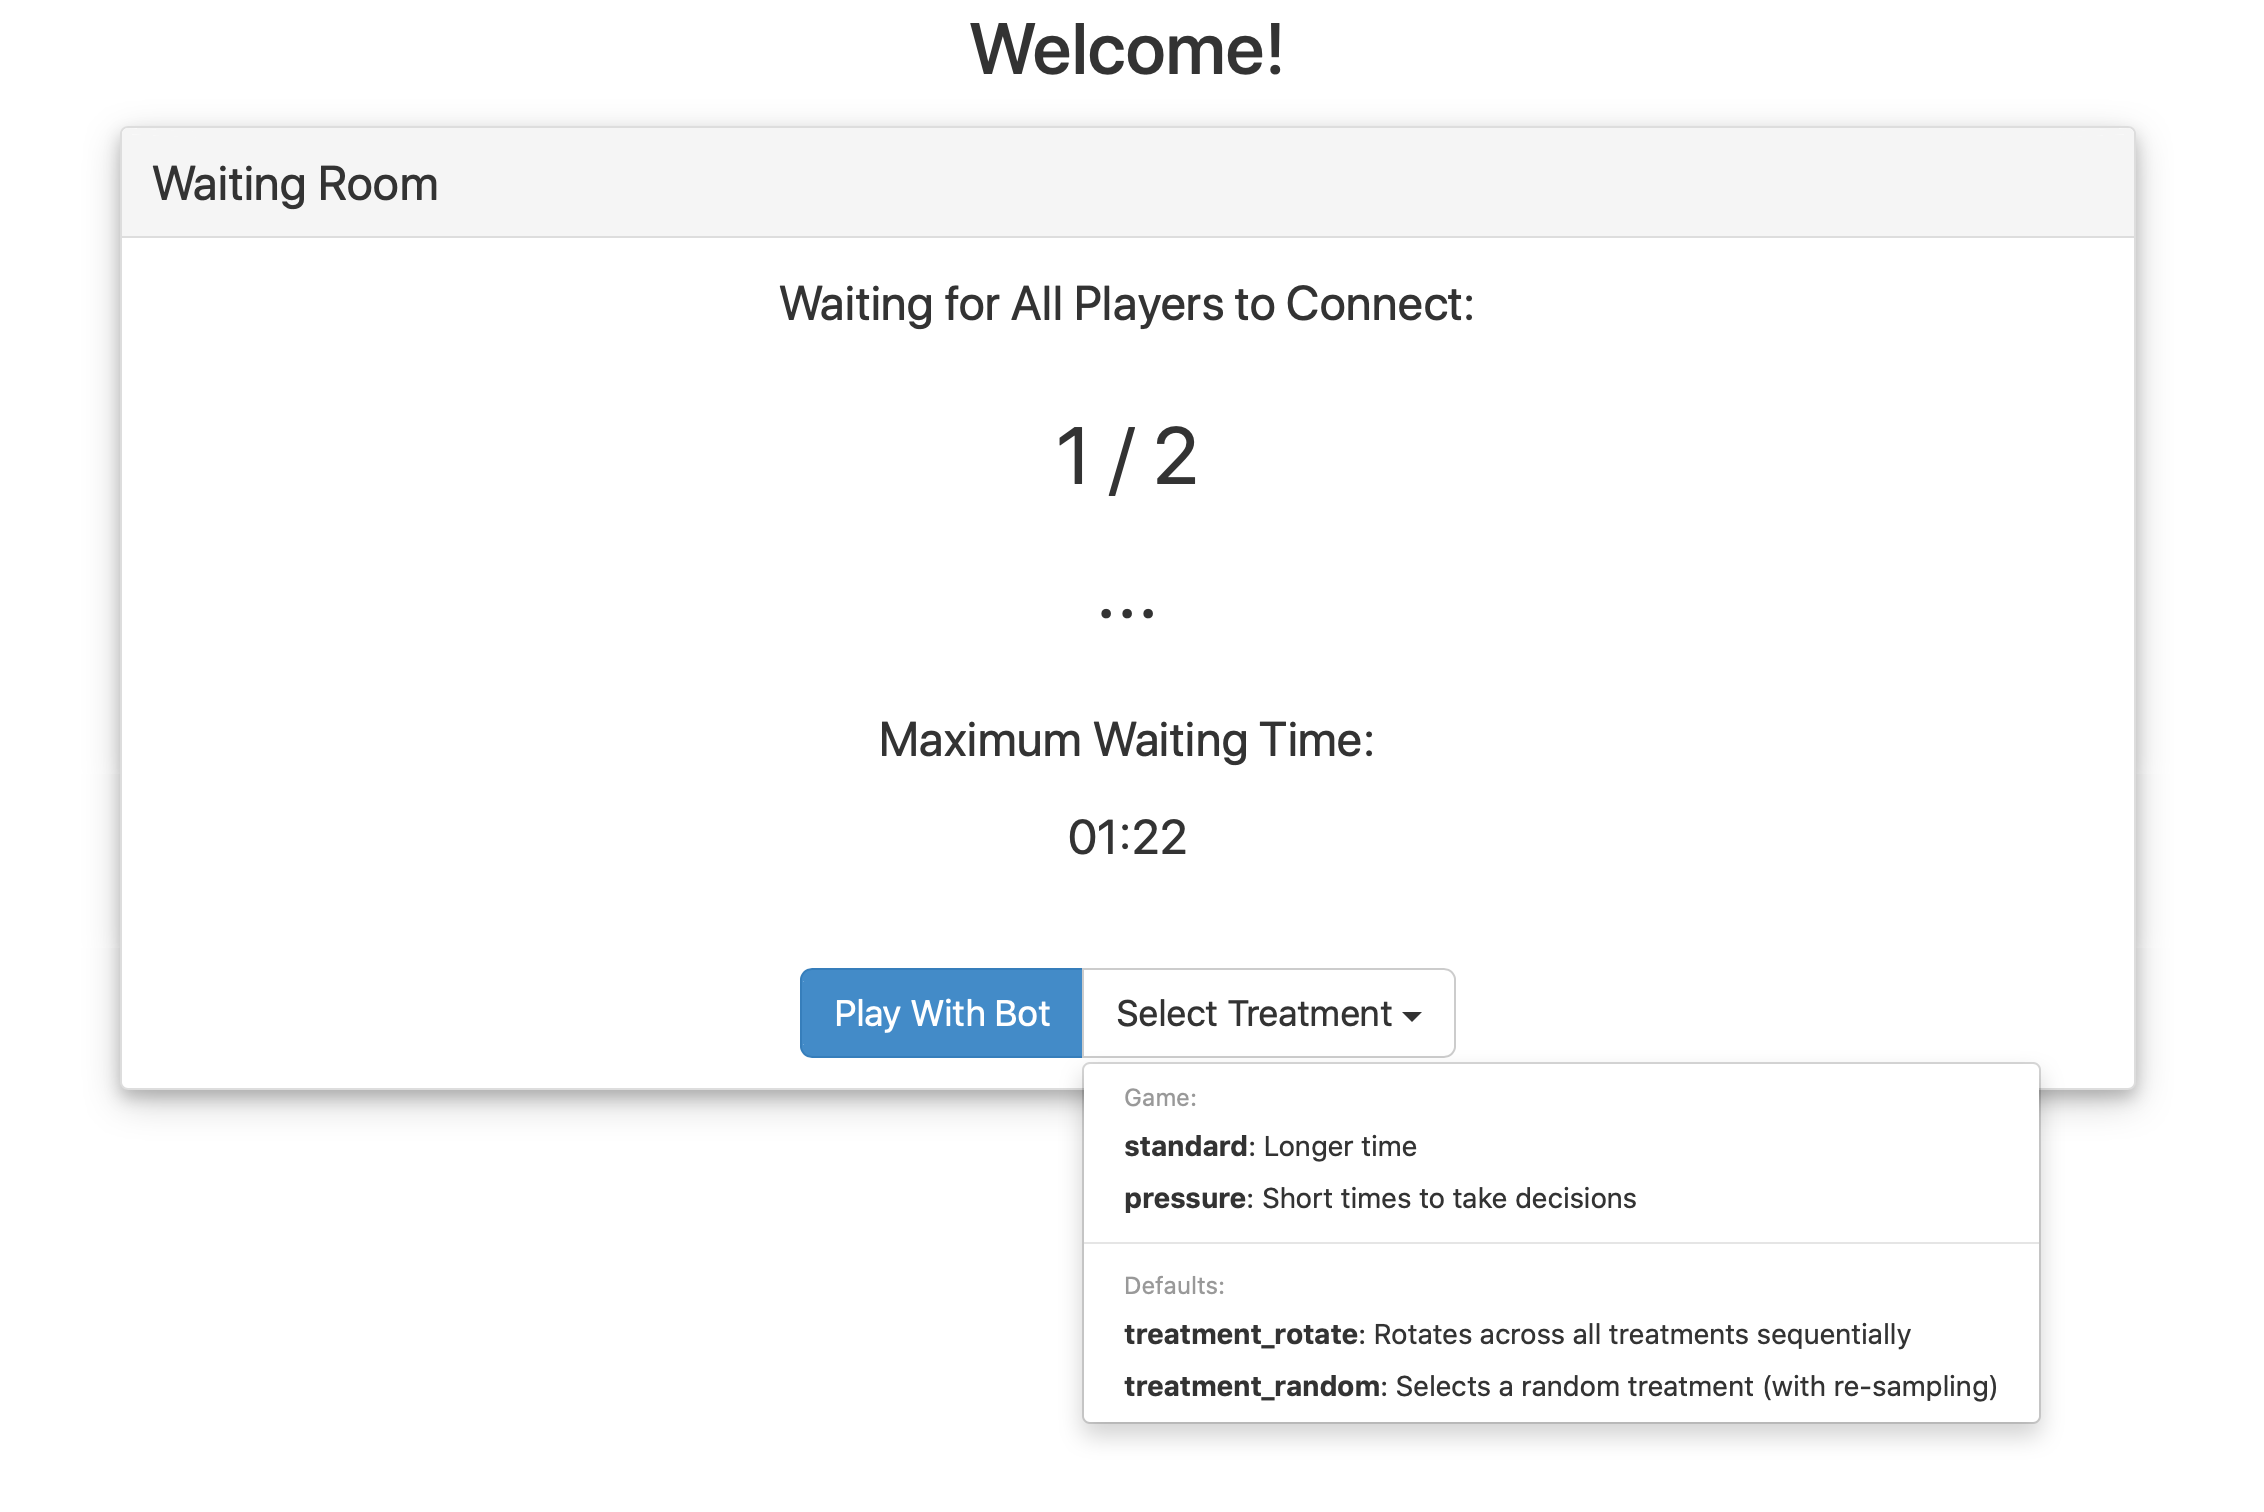 Welcome!
Waiting Room
Waiting for All Players to Connect:
1 / 2
...
Maximum Waiting Time:
01:22
Play With Bot
Select Treatment
Game:
standard: Longer time
pressure: Short times to take decisions
Defaults:
treatment_rotate: Rotates across all treatments sequentially
treatment_random: Selects a random treatment (with re-sampling)